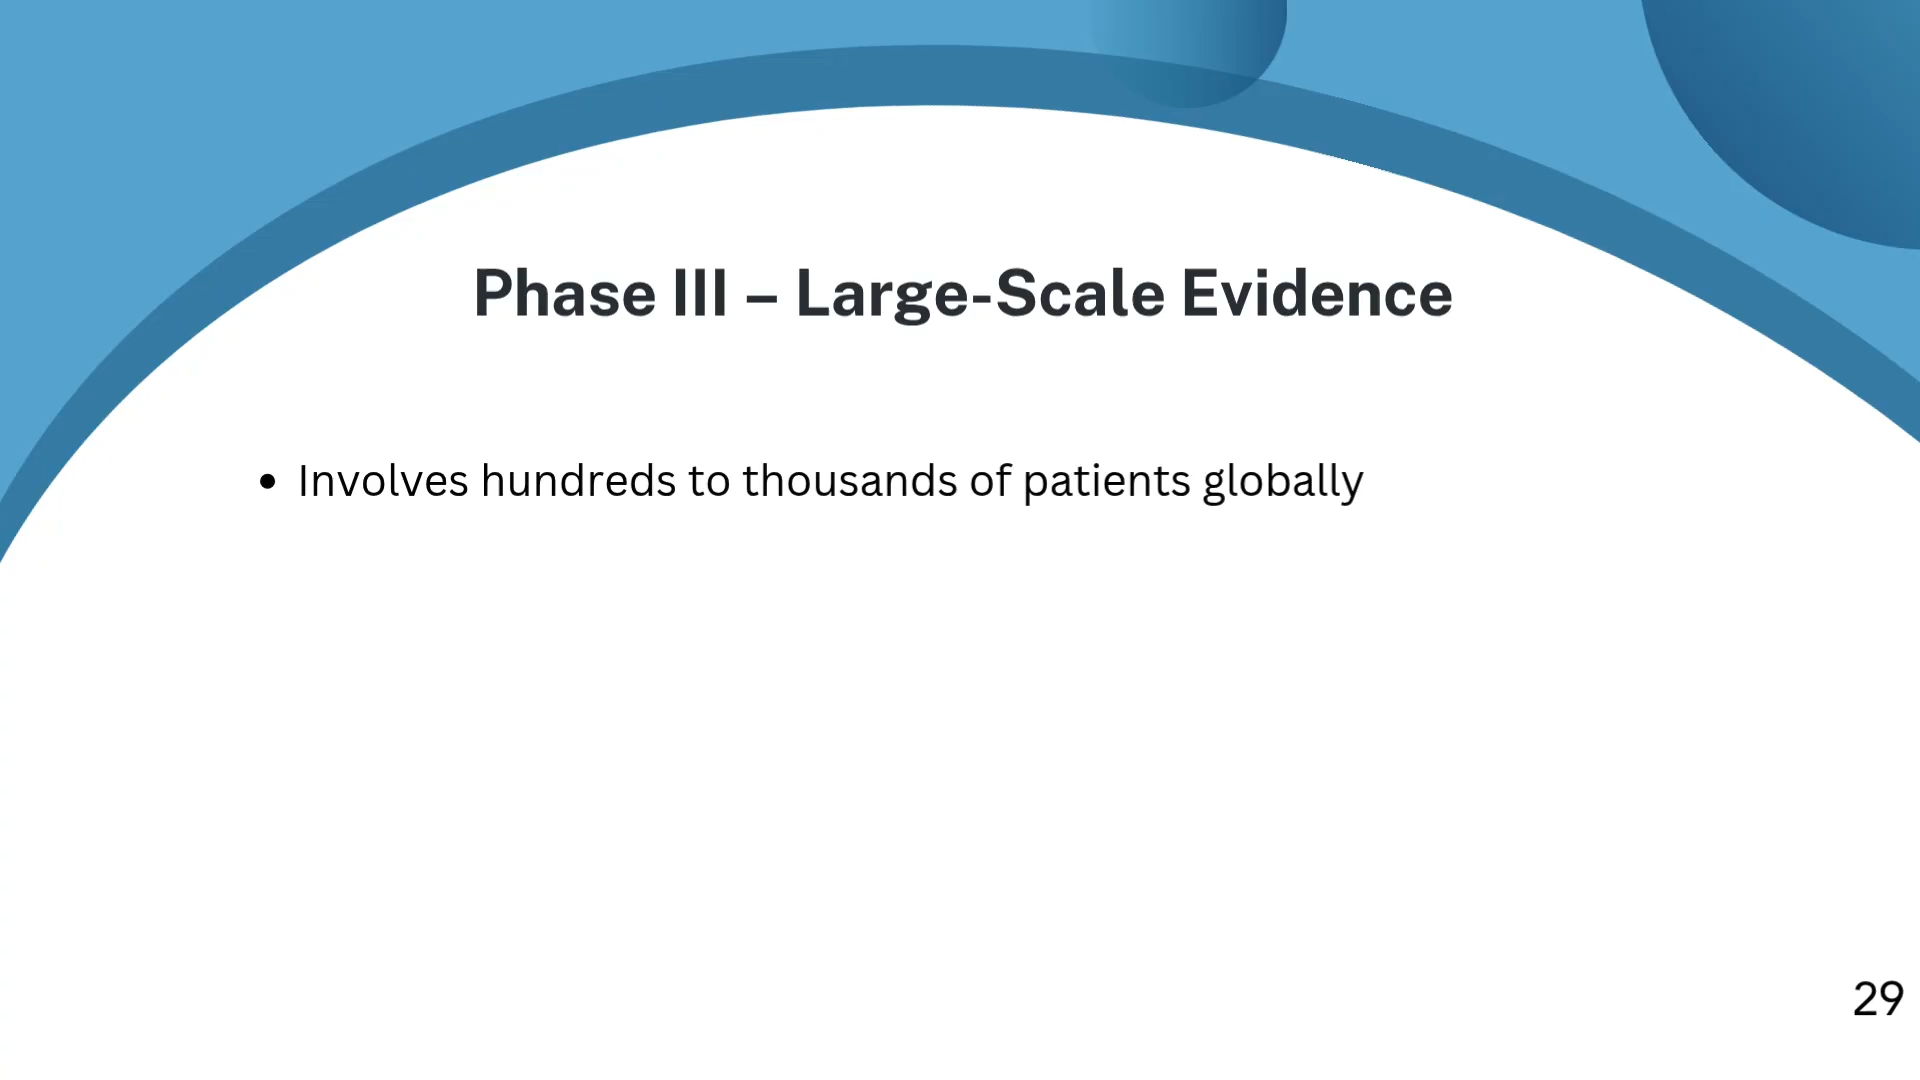 Phase III – Large-Scale Evidence
• Involves hundreds to thousands of patients globally
29